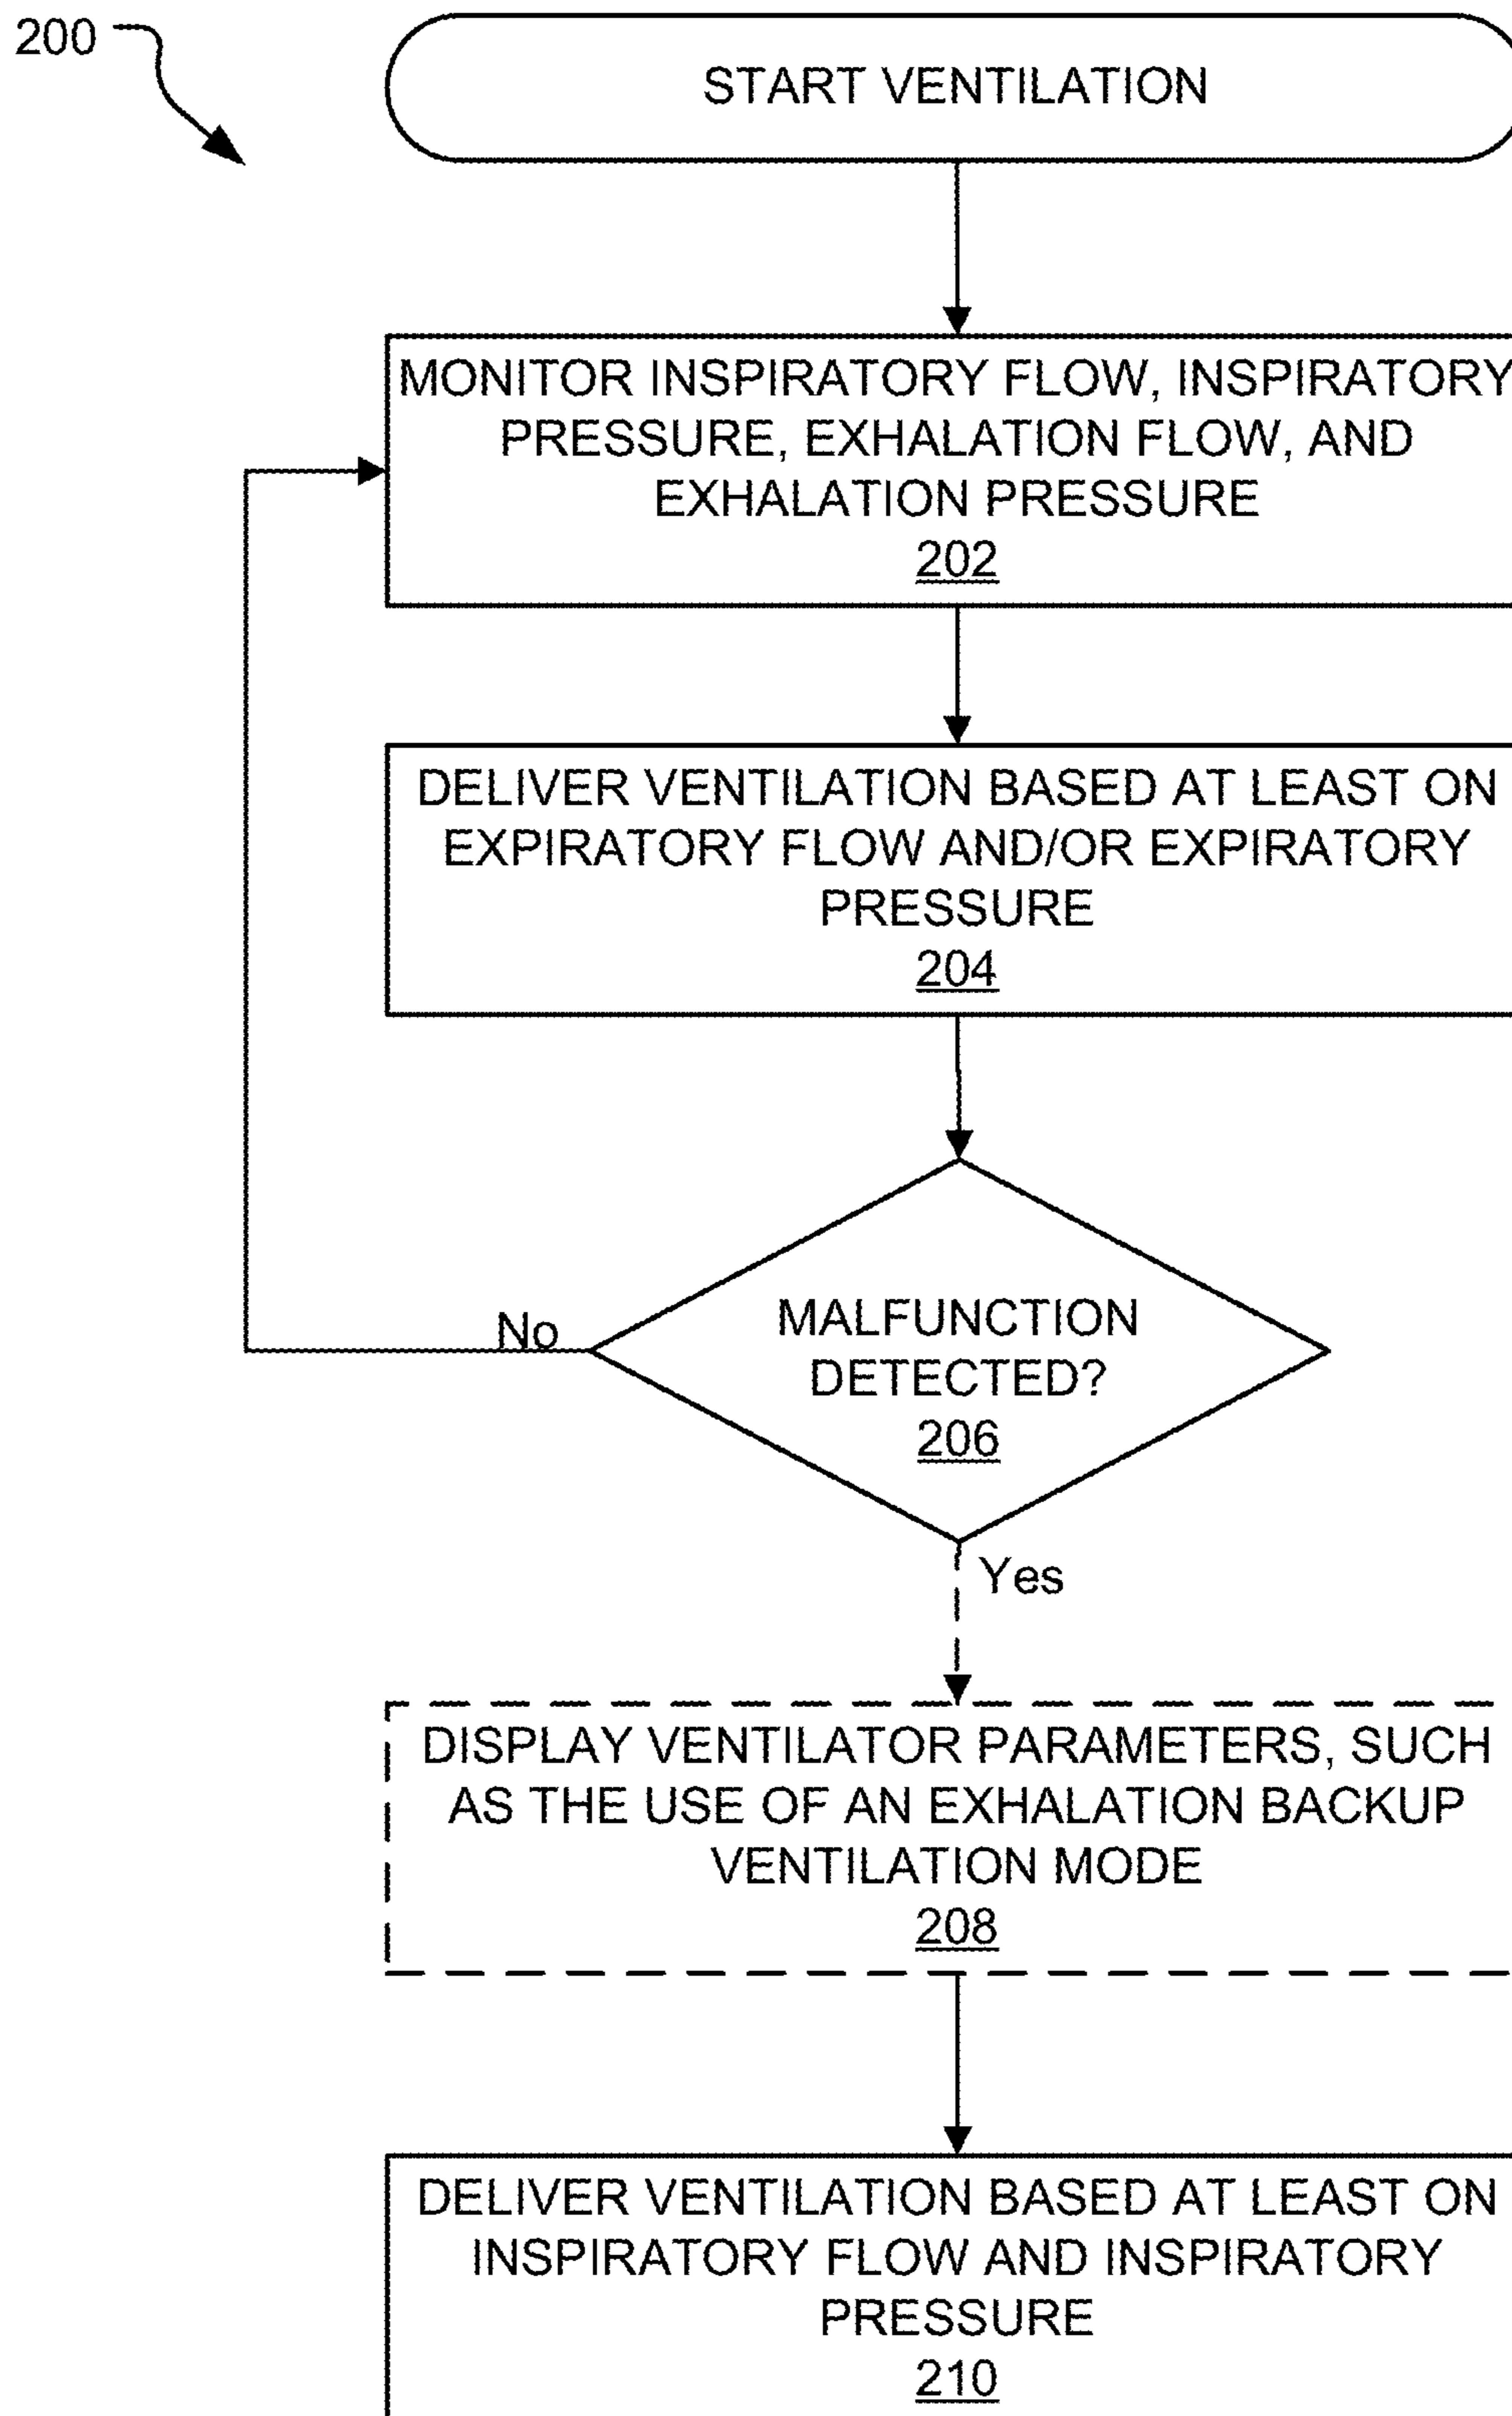 200
START VENTILATION
MONITOR INSPIRATORY FLOW, INSPIRATORY
PRESSURE, EXHALATION FLOW, AND
EXHALATION PRESSURE
202
DELIVER VENTILATION BASED AT LEAST ON
EXPIRATORY FLOW AND/OR EXPIRATORY
PRESSURE
204
MALFUNCTION
DETECTED?
206
No
Yes
DISPLAY VENTILATOR PARAMETERS, SUCH
AS THE USE OF AN EXHALATION BACKUP
VENTILATION MODE
208
DELIVER VENTILATION BASED AT LEAST ON
INSPIRATORY FLOW AND INSPIRATORY
PRESSURE
210